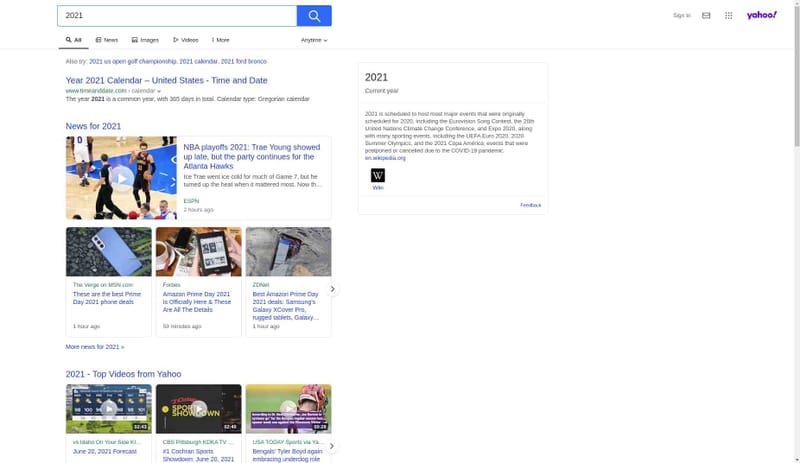 2021
Sign In
yahoo!
All
News
Images
Videos
More
Anytime
Also try: 2021 us open golf championship, 2021 calendar, 2021 ford bronco
Year 2021 Calendar – United States - Time and Date
www.timeanddate.com › calendar
The year 2021 is a common year, with 365 days in total. Calendar type: Gregorian calendar
News for 2021
NBA playoffs 2021: Trae Young showed
up late, but the party continues for the
Atlanta Hawks
Ice Trae went ice cold for much of Game 7, but he
turned up the heat when it mattered most. Now th...
ESPN
2 hours ago
The Verge on MSN.com
These are the best Prime
Day 2021 phone deals
1 hour ago
Forbes
Amazon Prime Day 2021
Is Officially Here & These
Are All The Details
59 minutes ago
ZDNet
Best Amazon Prime Day
2021 deals: Samsung's
Galaxy XCover Pro,
rugged tablets, Galaxy...
1 hour ago
More news for 2021 »
2021 - Top Videos from Yahoo
98 100 101
02:43
SPORTS
SHOWDOWN
02:40
00:28
vs Idaho On Your Side KI...
June 20, 2021 Forecast
CBS Pittsburgh KDKA TV ...
#1 Cochran Sports
Showdown: June 20, 2021
USA TODAY Sports via Ya...
Bengals: Tyler Boyd again
embracing underdog role
2021
Current year
2021 is scheduled to host most major events that were originally
scheduled for 2020, including the Eurovision Song Contest, the 26th
United Nations Climate Change Conference, and Expo 2020, along
with many sporting events, including the UEFA Euro 2020, 2020
Summer Olympics, and the 2021 Copa América; events that were
postponed or canceled due to the COVID-19 pandemic.
en.wikipedia.org
W
Wiki
Feedback